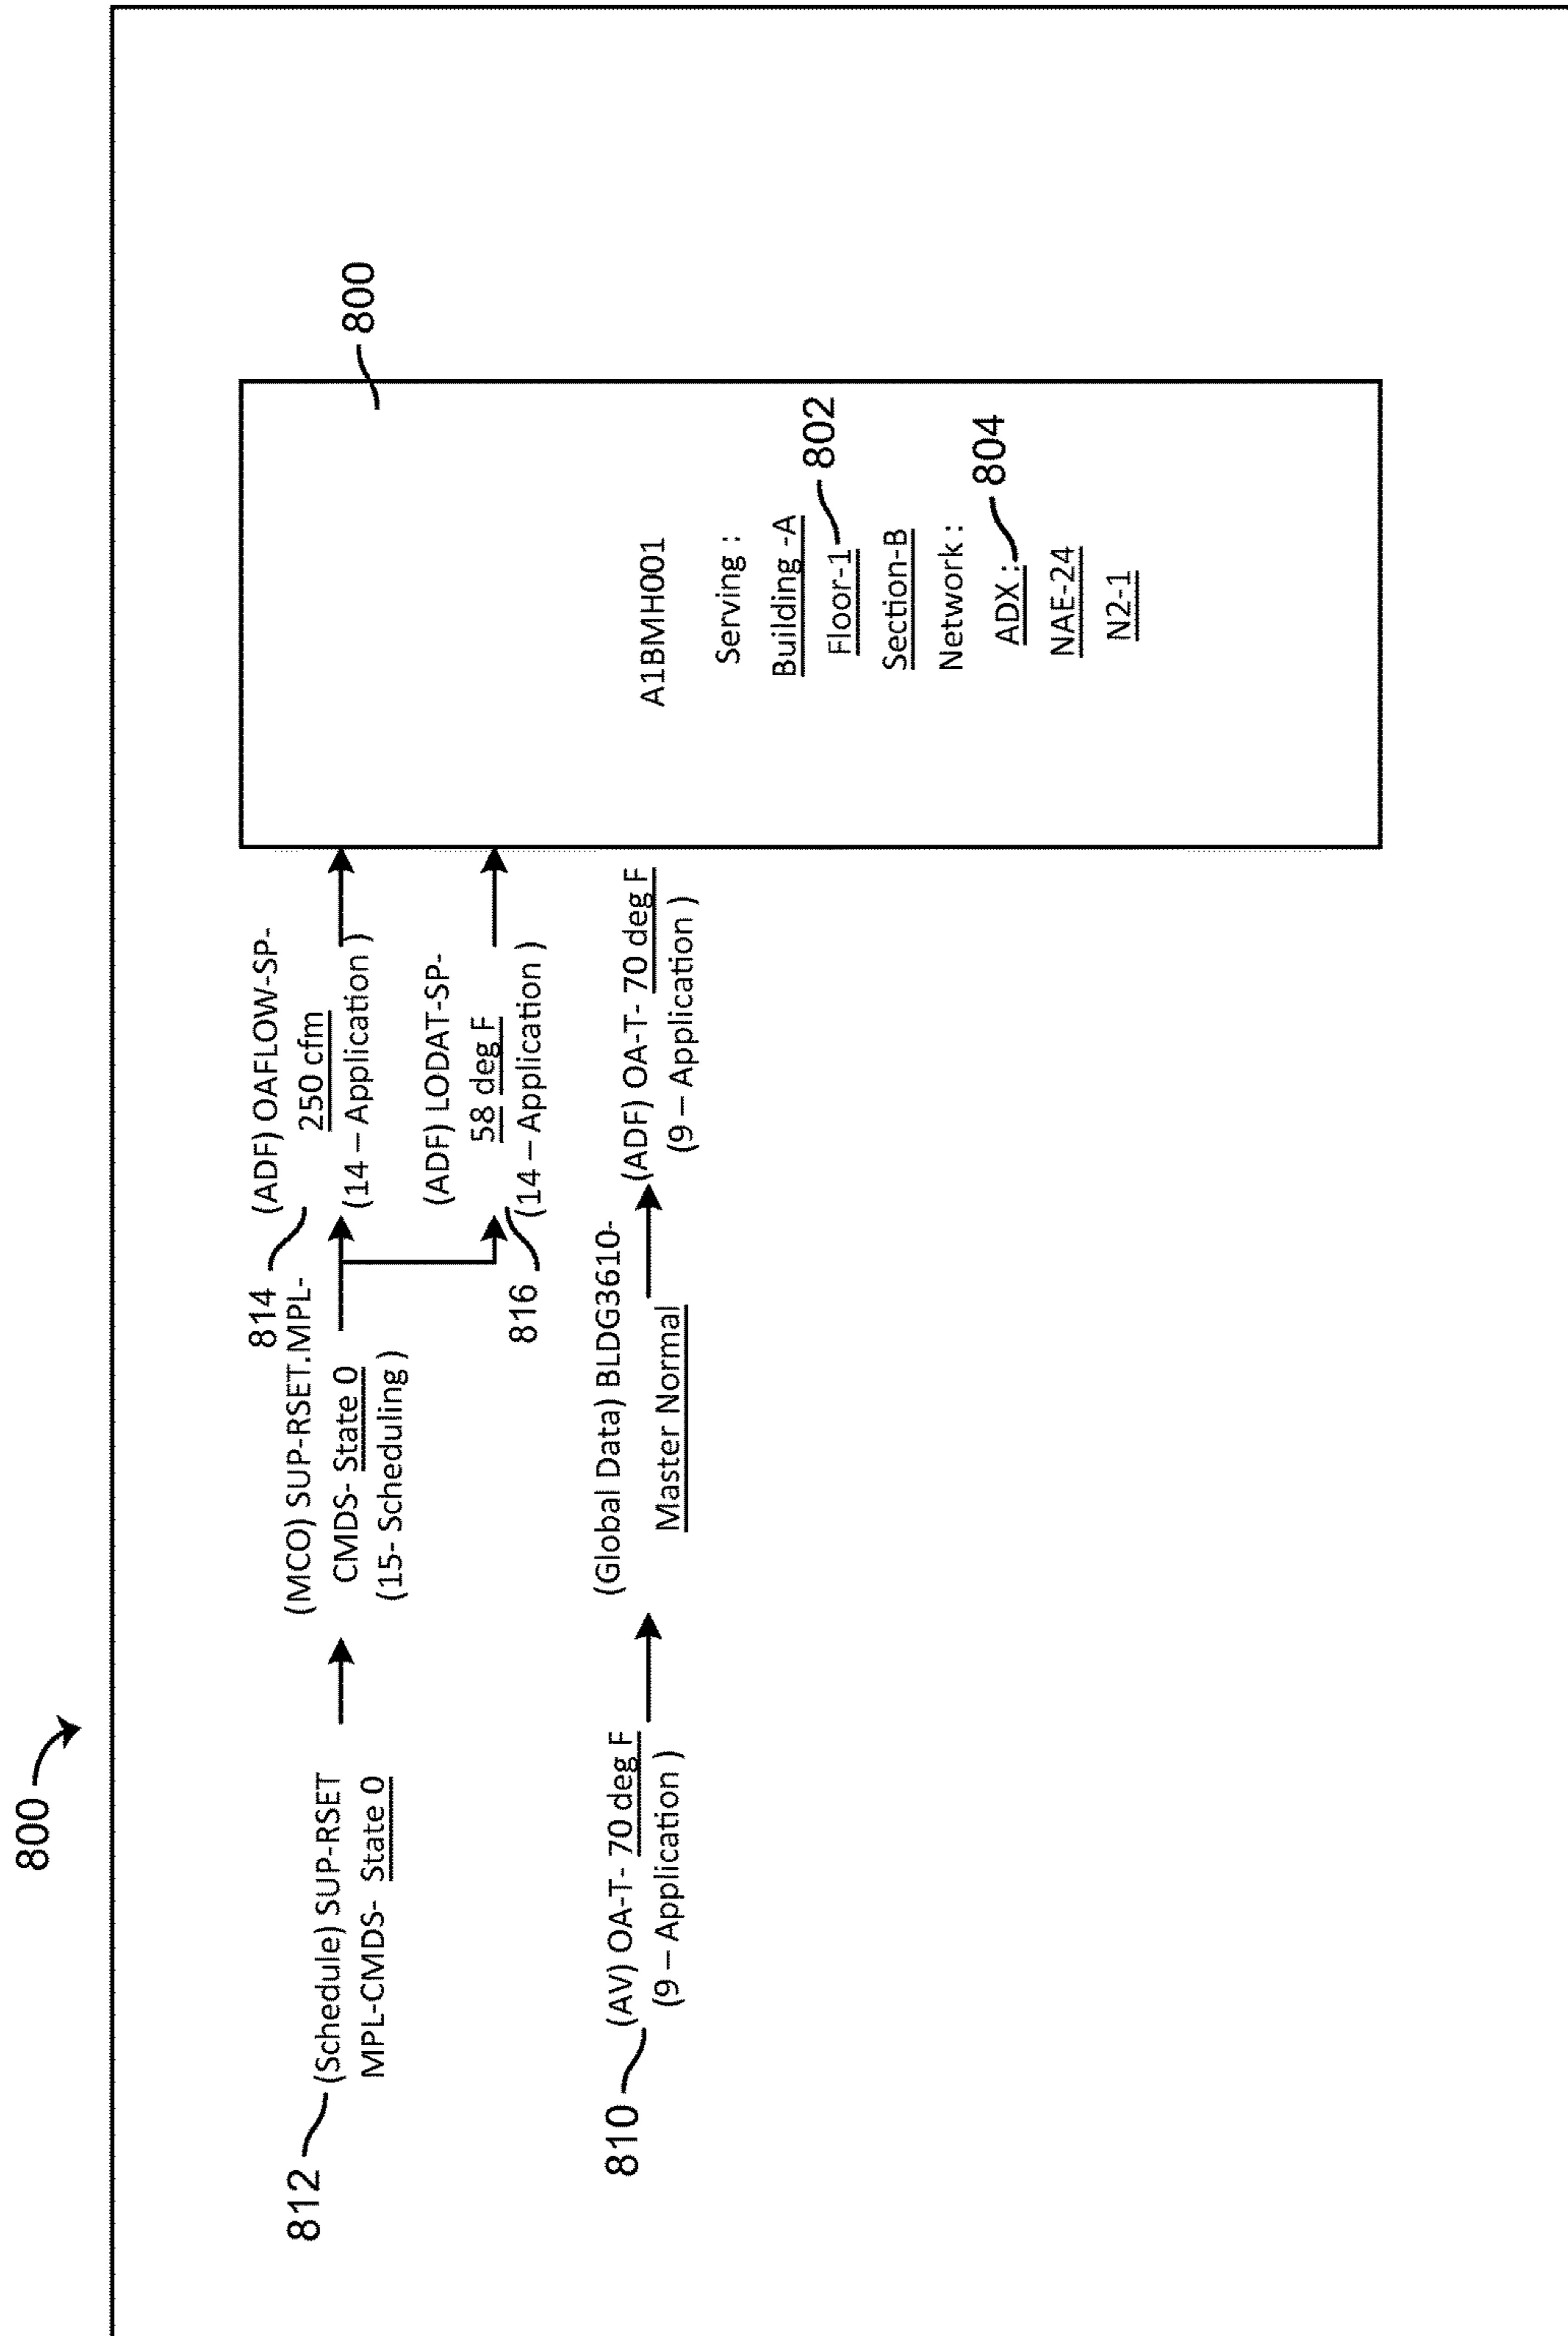 800
800
812
(Schedule) SUP-RSET
MPL-CMDS- State 0
814
(MCO) SUP-RSET.MPL-
CMDS- State 0
(15- Scheduling )
(ADF) OAFLOW-SP-
250 cfm
(14 – Application )
816
(ADF) LODAT-SP-
58 deg F
(14 – Application )
810
(AV) OA-T- 70 deg F
(9 – Application )
(Global Data) BLDG3610-
Master Normal
(ADF) OA-T- 70 deg F
(9 – Application )
A1BMH001
Serving :
Building -A
Floor-1
802
Section-B
Network :
ADX :
804
NAE-24
N2-1